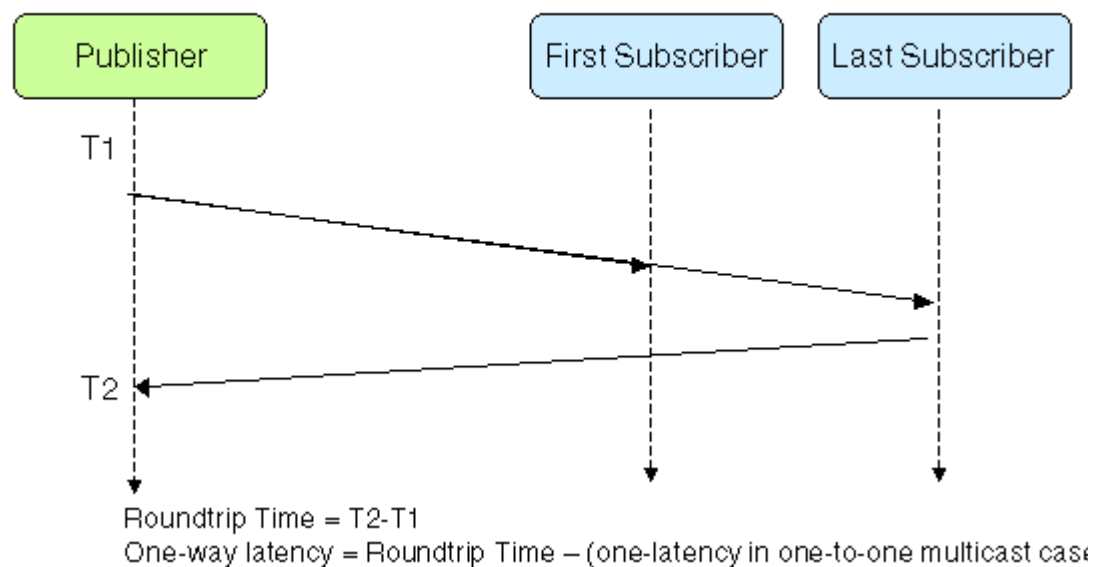 Publisher
First Subscriber
Last Subscriber
T1
T2
Roundtrip Time = T2-T1
One-way latency = Roundtrip Time – (one-latency in one-to-one multicast case